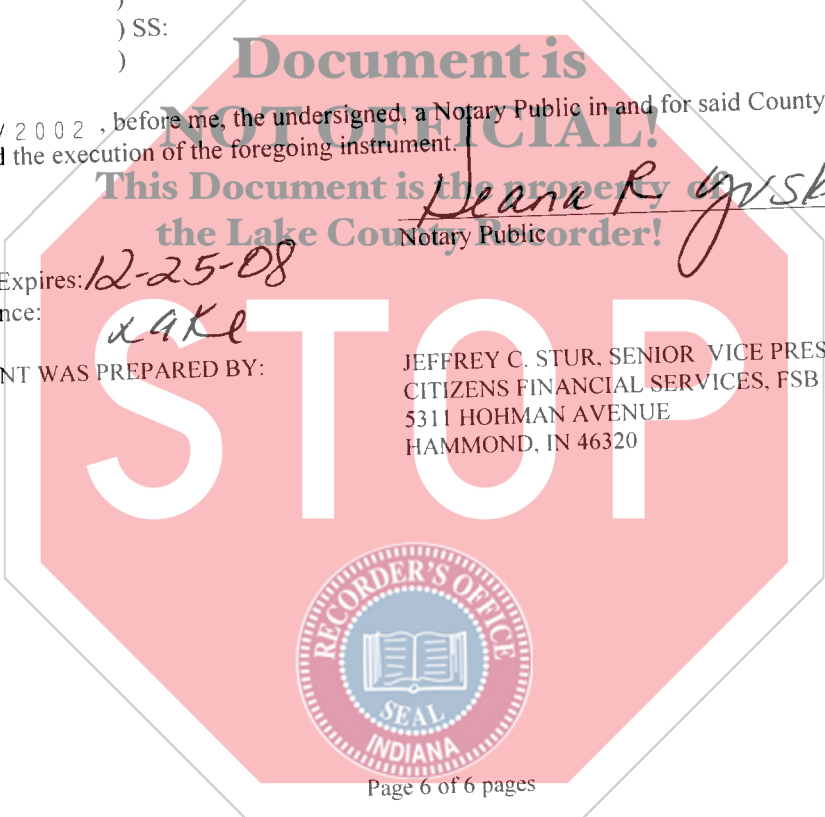 )
) SS:
)
Document is
NOT OFFICIAL!
This Document is the property of
the Lake County Recorder!
/2002, before me, the undersigned, a Notary Public in and for said County
d the execution of the foregoing instrument.
Deana R
Notary Public
Expires: 12-25-08
nce: Lake
NT WAS PREPARED BY:
JEFFREY C. STUR, SENIOR VICE PRES
CITIZENS FINANCIAL SERVICES, FSB
5311 HOHMAN AVENUE
HAMMOND, IN 46320
STOP
RECORDER'S OFFICE
SEAL
INDIANA
Page 6 of 6 pages